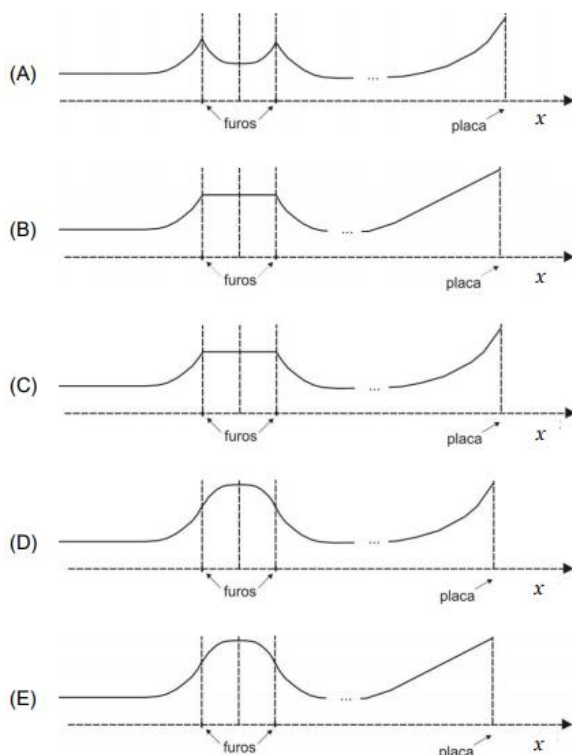 (A)
...
furos
placa
x
(B)
...
furos
placa
x
(C)
...
furos
placa
x
(D)
...
furos
placa
x
(E)
...
furos
placa
x